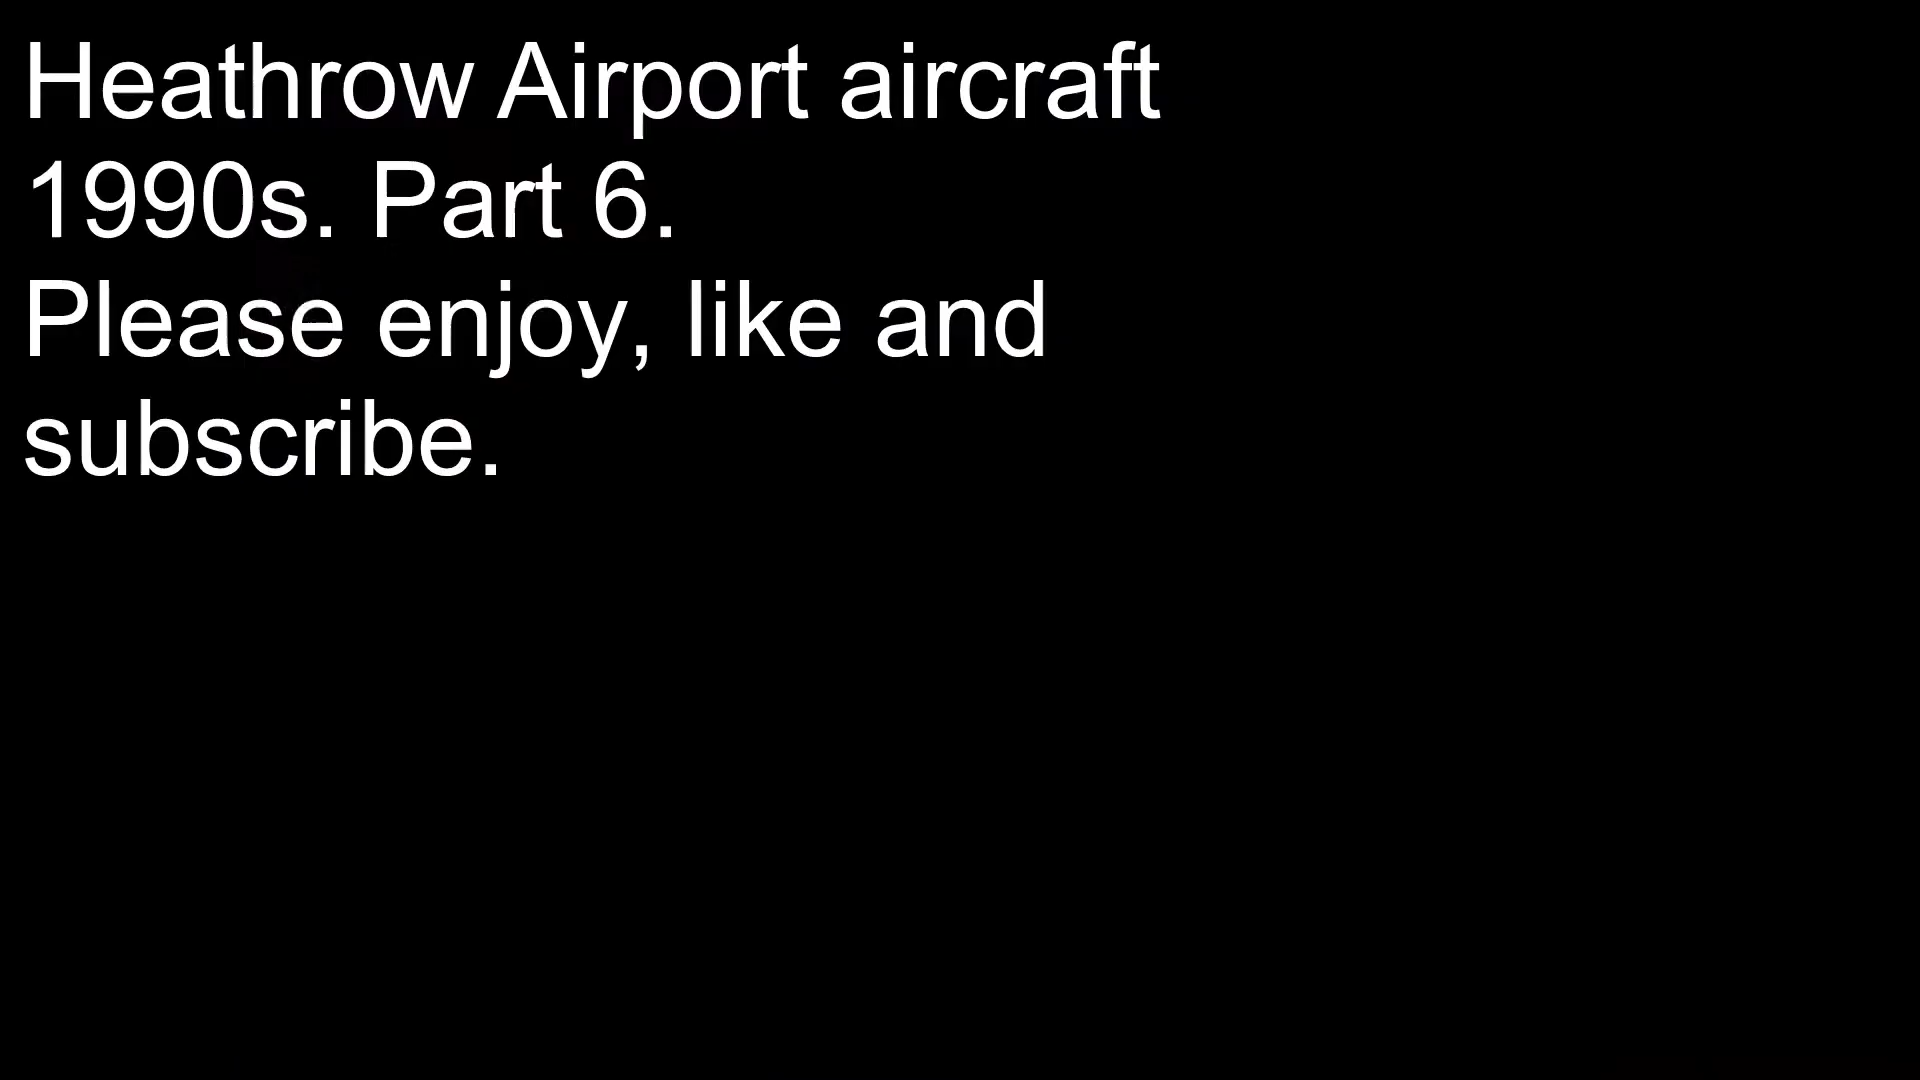 Heathrow Airport aircraft
1990s. Part 6.
Please enjoy, like and
subscribe.